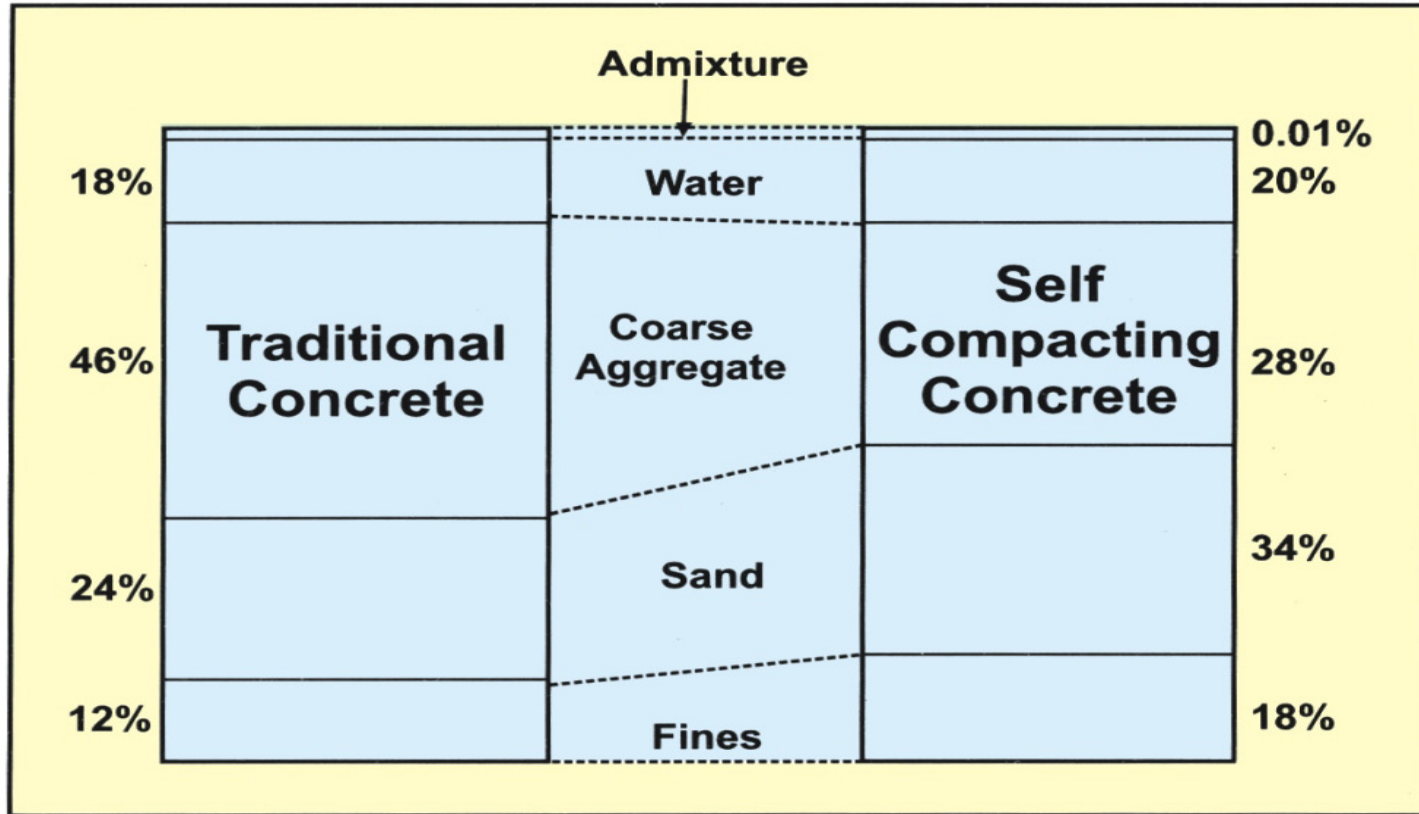 Admixture
0.01%
18%
Water
20%
Traditional
Concrete
46%
Coarse
Aggregate
Self
Compacting
Concrete
28%
24%
Sand
34%
12%
Fines
18%